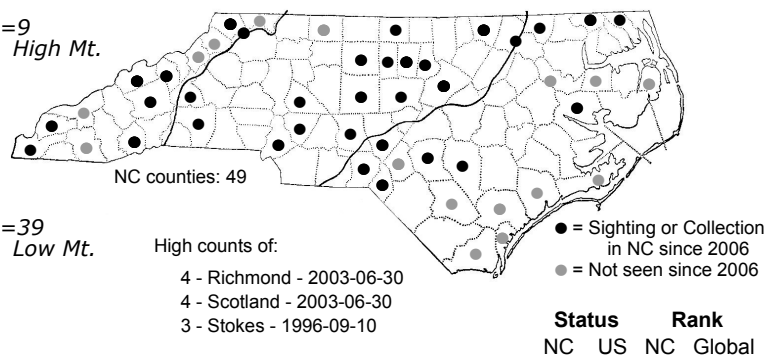 =9
High Mt.
NC counties: 49
=39
Low Mt.
High counts of:
4 - Richmond - 2003-06-30
4 - Scotland - 2003-06-30
3 - Stokes - 1996-09-10
● = Sighting or Collection
in NC since 2006
● = Not seen since 2006
Status Rank
NC US NC Global